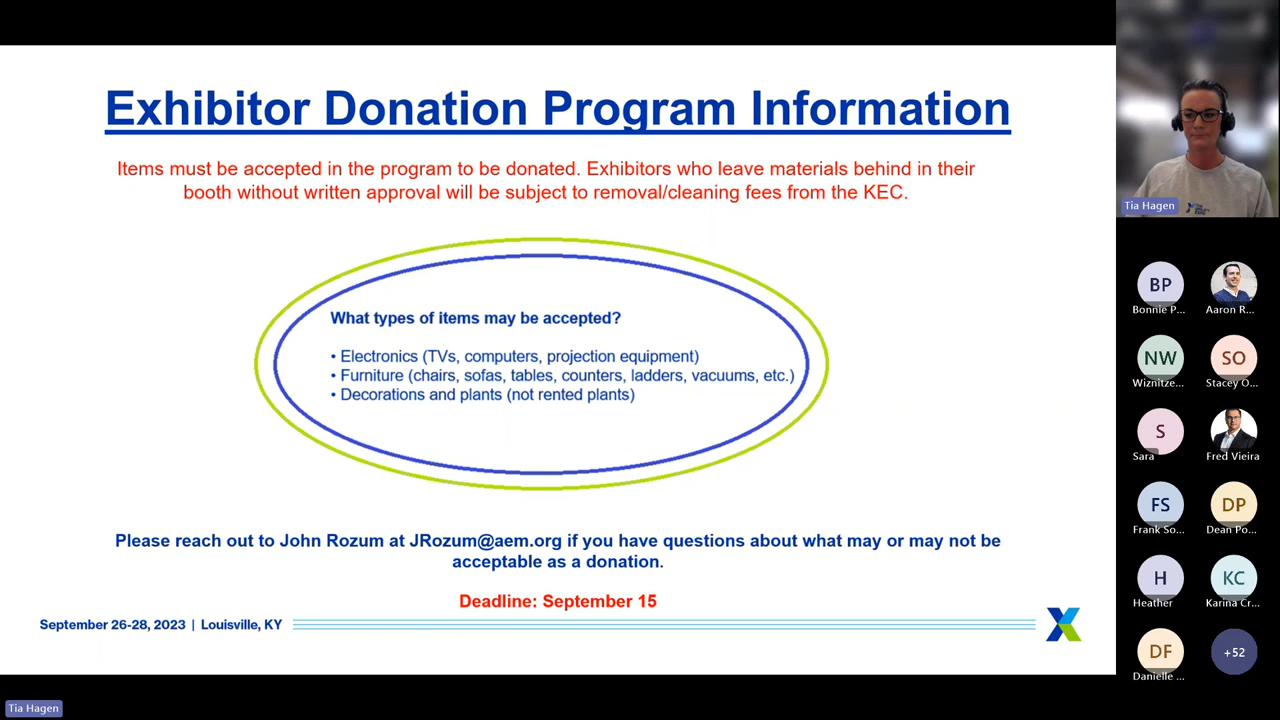 Exhibitor Donation Program Information
Items must be accepted in the program to be donated. Exhibitors who leave materials behind in their
booth without written approval will be subject to removal/cleaning fees from the KEC.
What types of items may be accepted?
• Electronics (TVs, computers, projection equipment)
• Furniture (chairs, sofas, tables, counters, ladders, vacuums, etc.)
• Decorations and plants (not rented plants)
Please reach out to John Rozum at JRozum@aem.org if you have questions about what may or may not be
acceptable as a donation.
Deadline: September 15
September 26-28, 2023 | Louisville, KY
Tia Hagen
BP
Bonnie P...
Aaron R...
NW
Wiznitze...
SO
Stacey O...
S
Sara
Fred Vieira
FS
Frank So...
DP
Dean Po...
H
Heather
KC
Karina Cr...
DF
Danielle ...
+52
Tia Hagen